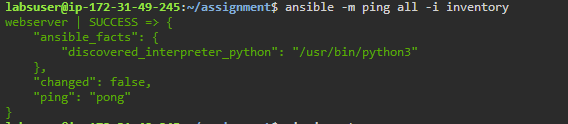 labsuser@ip-172-31-49-245:~/assignment$ ansible -m ping all -i inventory
webserver | SUCCESS => {
    "ansible_facts": {
        "discovered_interpreter_python": "/usr/bin/python3"
    },
    "changed": false,
    "ping": "pong"
}